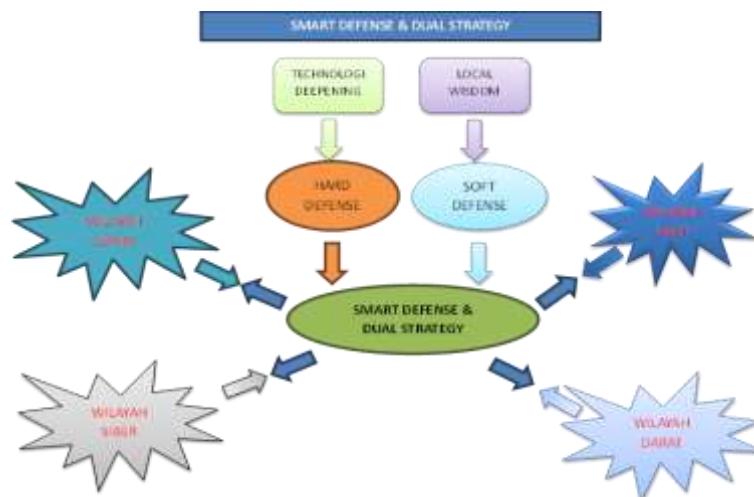 SMART DEFENSE & DUAL STRATEGY
TECHNOLOGI
DEEPENING
LOCAL
WISDOM
HARD
DEFENSE
SOFT
DEFENSE
SMART DEFENSE &
DUAL STRATEGY
WILAYAH
WILAYAH
SIBER
WILAYAH
DARAT